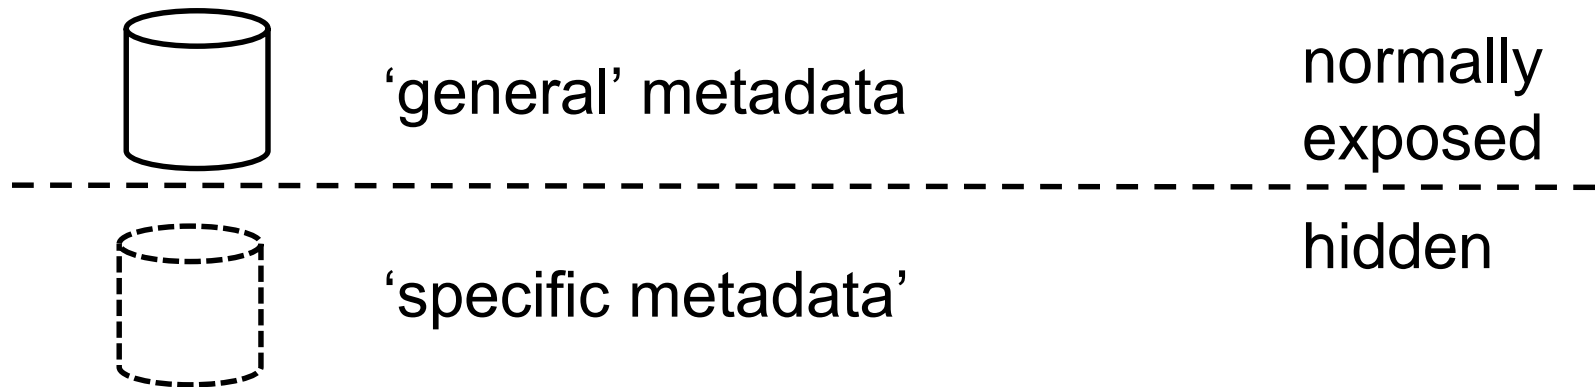 ‘general’ metadata
normally
exposed
‘specific metadata’
hidden